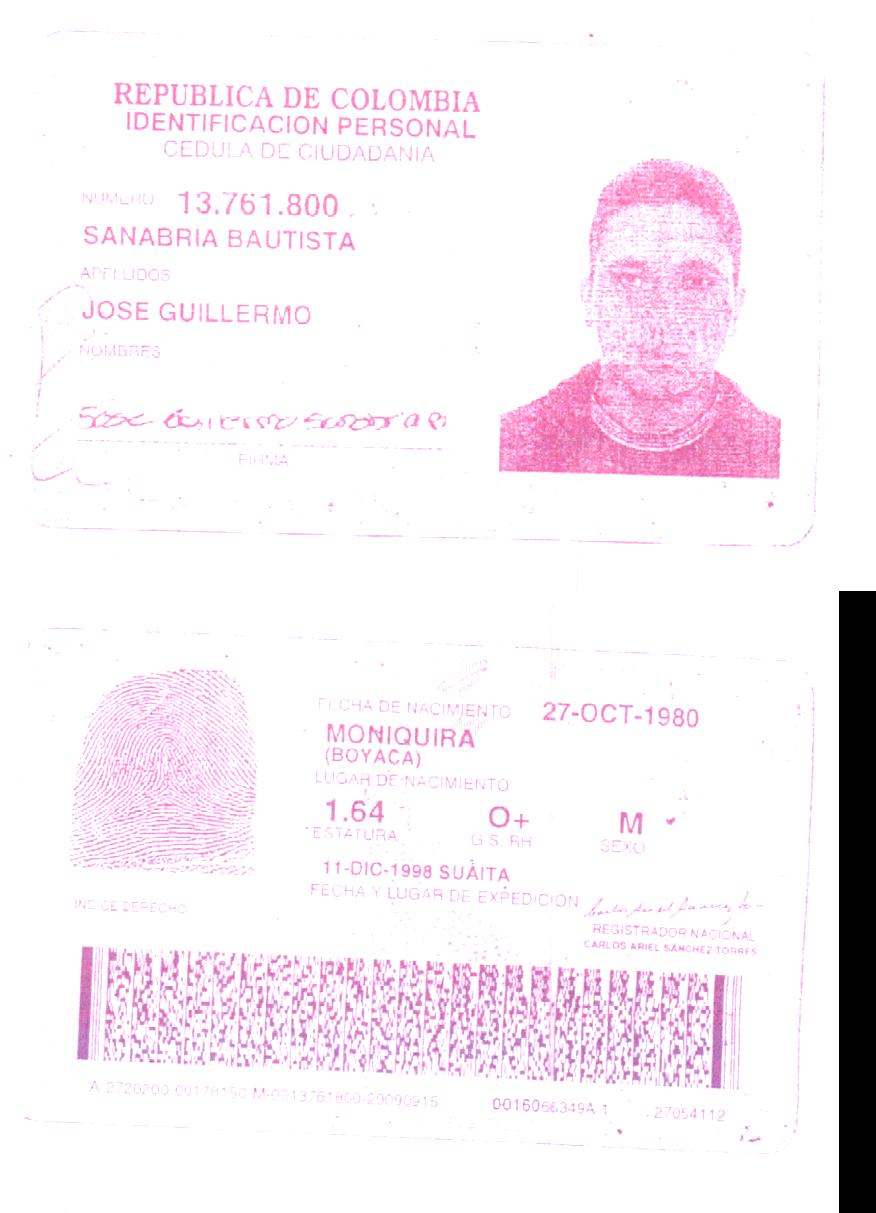 REPUBLICA DE COLOMBIA
IDENTIFICACION PERSONAL
CEDULA DE CIUDADANIA
NUMERO 13.761.800
SANABRIA BAUTISTA
APELLIDOS
JOSE GUILLERMO
NOMBRES
Jose Guillermo Sanabria B
FIRMA
FECHA DE NACIMIENTO 27-OCT-1980
MONIQUIRA
(BOYACA)
LUGAR DE NACIMIENTO
1.64 O+ M
ESTATURA G.S. RH SEXO
11-DIC-1998 SUAITA
FECHA Y LUGAR DE EXPEDICION
INDICE DERECHO
REGISTRADOR NACIONAL
CARLOS ARIEL SANCHEZ TORRES
A-2720200-00178150-M-0013761800-20090915 0016066349A 1 27054112